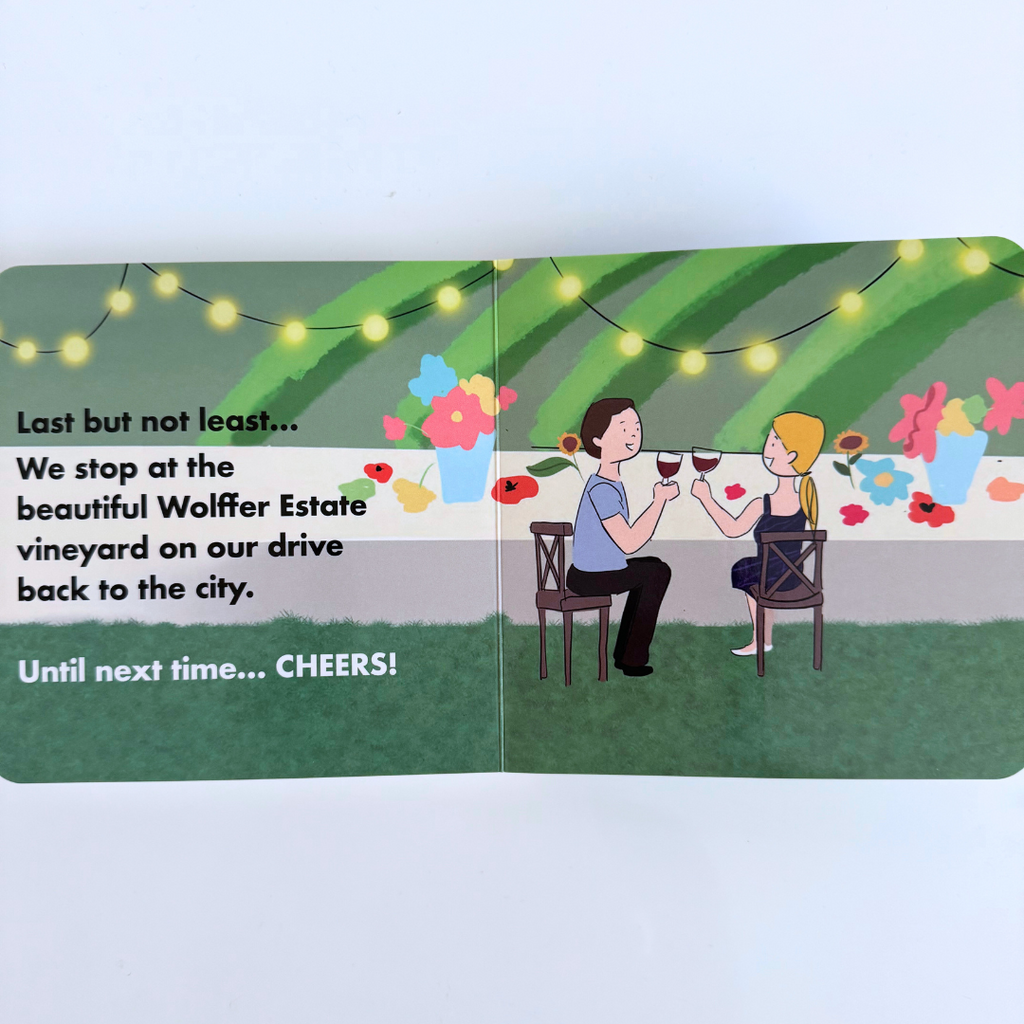 Last but not least...
We stop at the
beautiful Wolffer Estate
vineyard on our drive
back to the city.
Until next time... CHEERS!